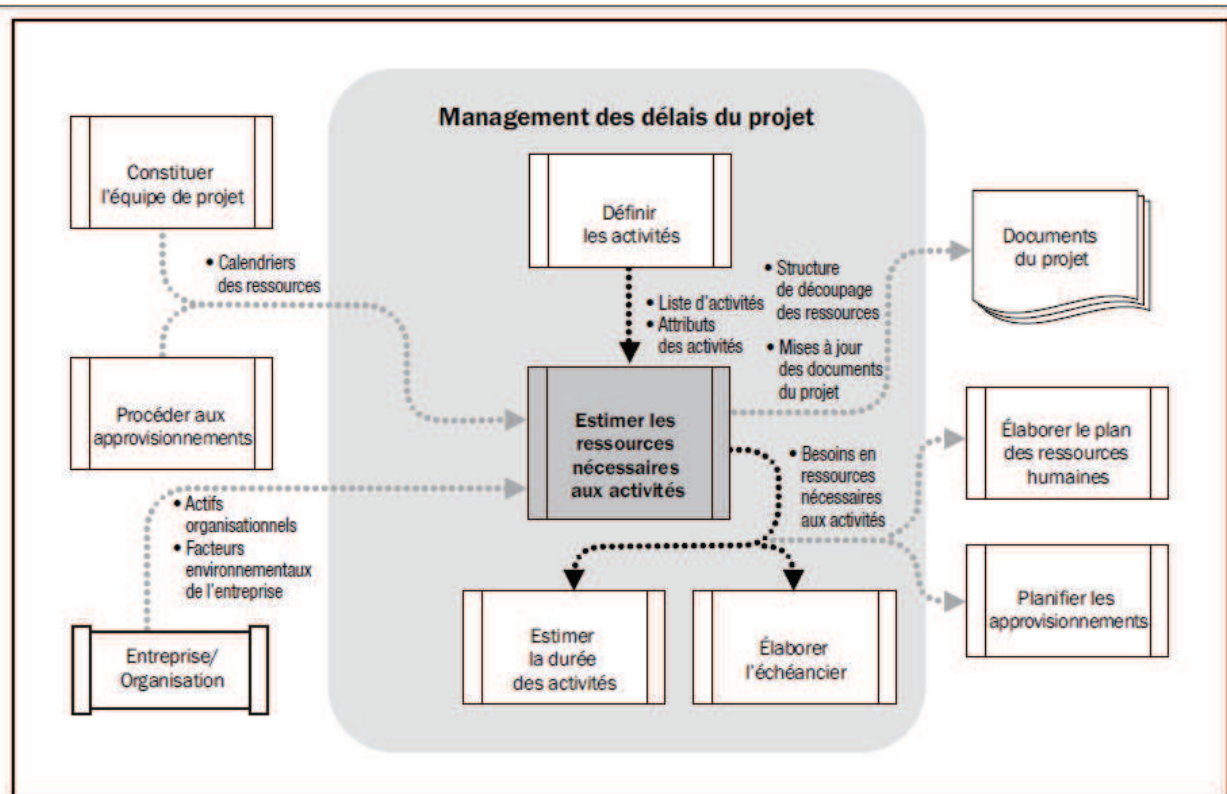 Management des délais du projet
Constituer
l'équipe de projet
• Calendriers
des ressources
Procéder aux
approvisionnements
• Actifs
organisationnels
• Facteurs
environnementaux
de l'entreprise
Entreprise/
Organisation
Définir
les activités
• Liste d'activités
• Attributs
des activités
Estimer les
ressources
nécessaires
aux activités
• Structure
de découpage
des ressources
• Mises à jour
des documents
du projet
• Besoins en
ressources
nécessaires
aux activités
Estimer
la durée
des activités
Élaborer
l'échéancier
Documents
du projet
Élaborer le plan
des ressources
humaines
Planifier les
approvisionnements